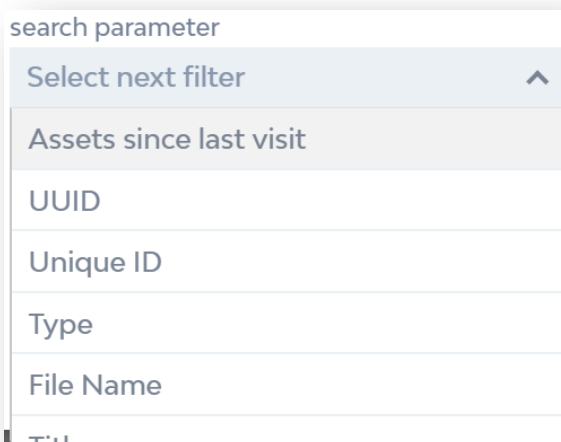 search parameter
Select next filter
Assets since last visit
UUID
Unique ID
Type
File Name